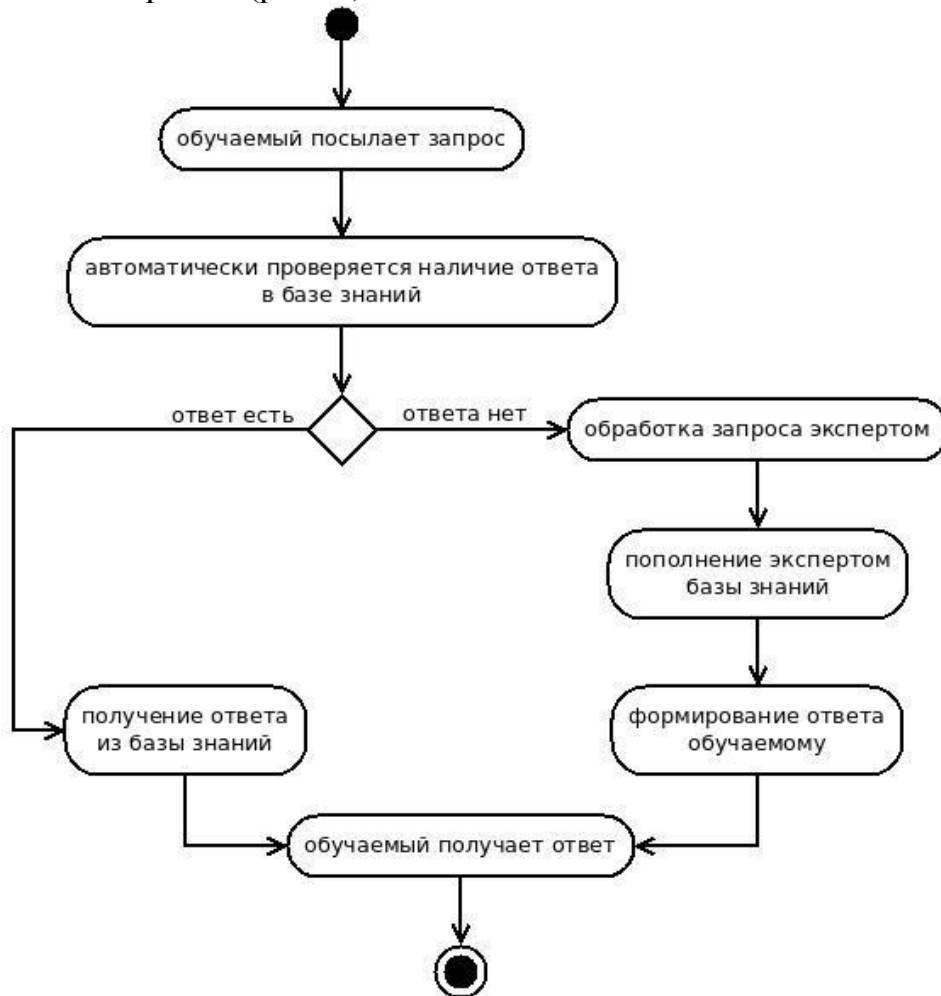 обучаемый посылает запрос
автоматически проверяется наличие ответа
в базе знаний
ответ есть
ответа нет
обработка запроса экспертом
пополнение экспертом
базы знаний
получение ответа
из базы знаний
формирование ответа
обучаемому
обучаемый получает ответ